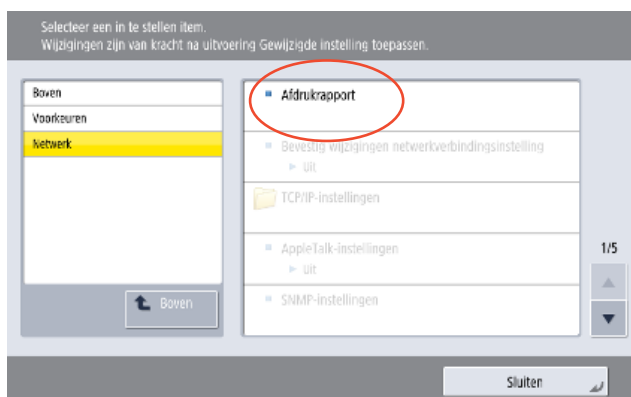 Selecteer een in te stellen item.
Wijzigingen zijn van kracht na uitvoering Gewijzigde instelling toepassen.
Boven
Voorkeuren
Netwerk
Boven
Afdrukrapport
Bevestig wijzigingen netwerkverbindingsinstelling
Uit
TCP/IP-instellingen
AppleTalk-instellingen
Uit
SNMP-instellingen
1/5
Sluiten